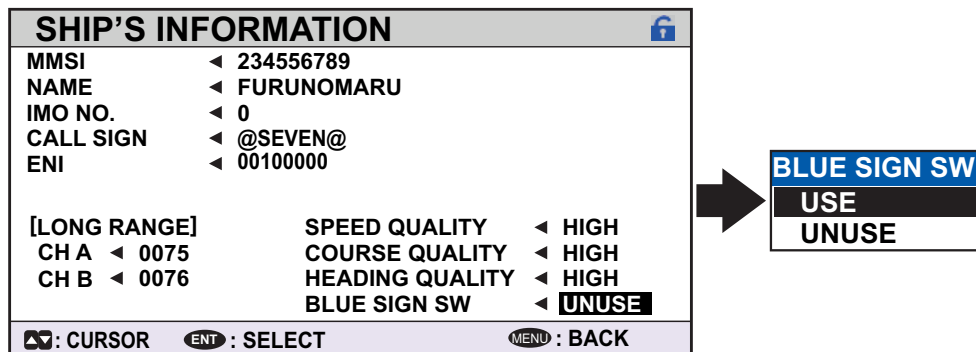 SHIP'S INFORMATION
MMSI ◄ 234556789
NAME ◄ FURUNOMARU
IMO NO. ◄ 0
CALL SIGN ◄ @SEVEN@
ENI ◄ 00100000
[LONG RANGE]
CH A ◄ 0075
CH B ◄ 0076
SPEED QUALITY ◄ HIGH
COURSE QUALITY ◄ HIGH
HEADING QUALITY ◄ HIGH
BLUE SIGN SW ◄ UNUSE
: CURSOR ENT : SELECT MENU : BACK
BLUE SIGN SW
USE
UNUSE